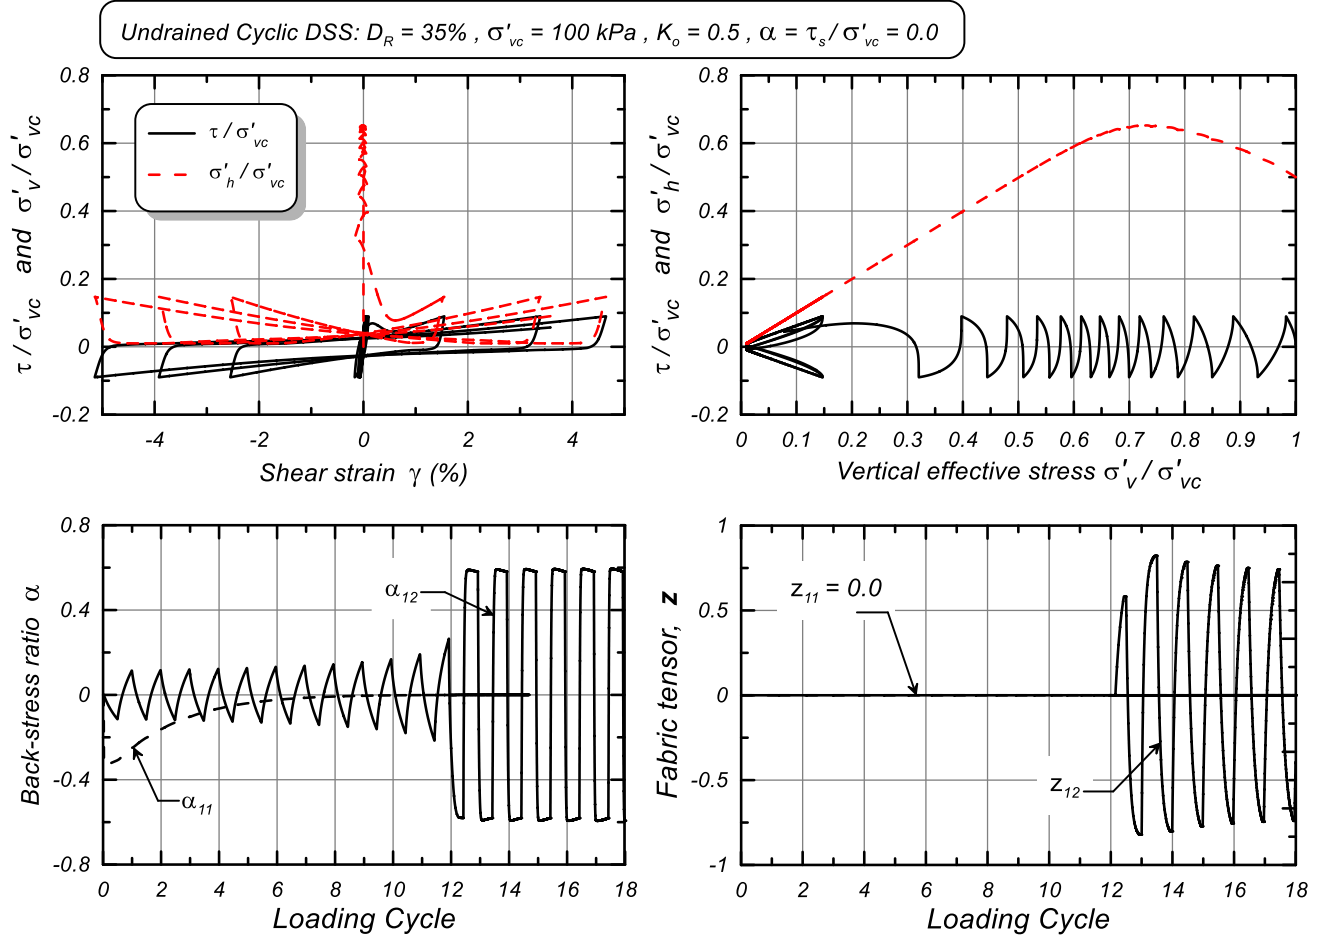 Undrained Cyclic DSS: D_R = 35% , σ'_vc = 100 kPa , K_o = 0.5 , α = τ_s / σ'_vc = 0.0
τ / σ'_vc and σ'_v / σ'_vc
0.8
0.6
0.4
0.2
0
-0.2
τ / σ'_vc
σ'_h / σ'_vc
-4 -2 0 2 4
Shear strain γ (%)
τ / σ'_vc and σ'_h / σ'_vc
0.8
0.6
0.4
0.2
0
-0.2
0 0.1 0.2 0.3 0.4 0.5 0.6 0.7 0.8 0.9 1
Vertical effective stress σ'_v / σ'_vc
Back-stress ratio α
0.8
0.4
0
-0.4
-0.8
α_12
α_11
0 2 4 6 8 10 12 14 16 18
Loading Cycle
Fabric tensor, z
1
0.5
0
-0.5
-1
z_11 = 0.0
z_12
0 2 4 6 8 10 12 14 16 18
Loading Cycle